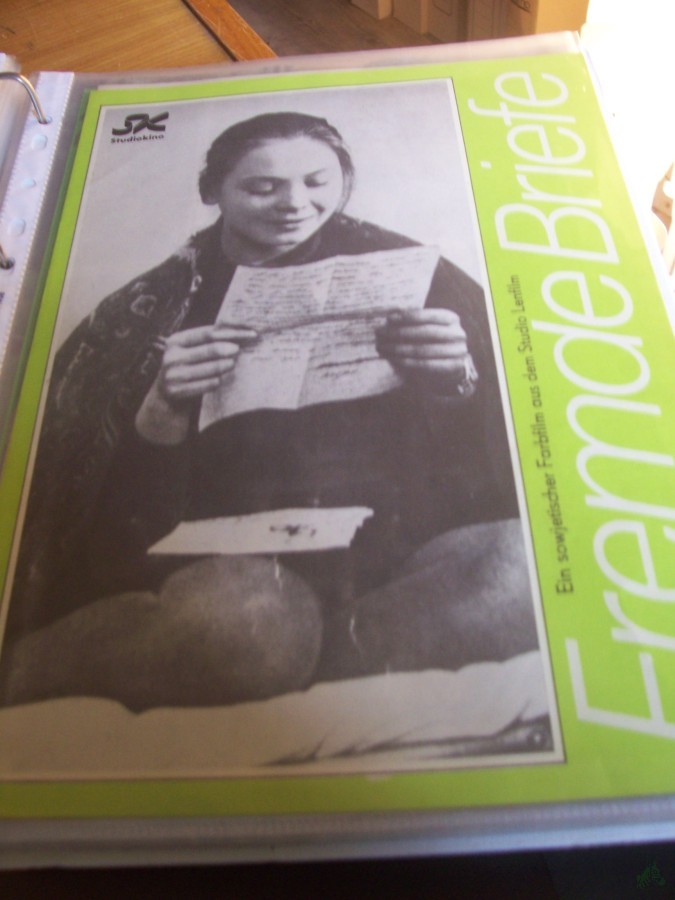 SK
Studiokino
Fremde Briefe
Ein sowjetischer Farbfilm aus dem Studio Lenfilm